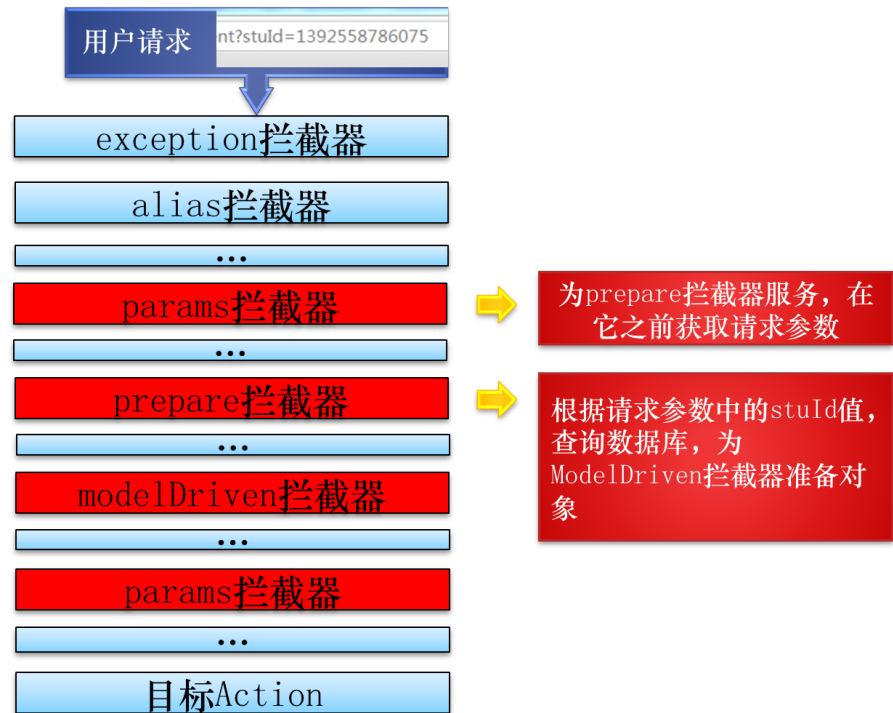 用户请求
nt?stuId=1392558786075
exception拦截器
alias拦截器
...
params拦截器
为prepare拦截器服务，在
它之前获取请求参数
...
prepare拦截器
根据请求参数中的stuId值，
查询数据库，为
ModelDriven拦截器准备对
象
...
modelDriven拦截器
...
params拦截器
...
目标Action